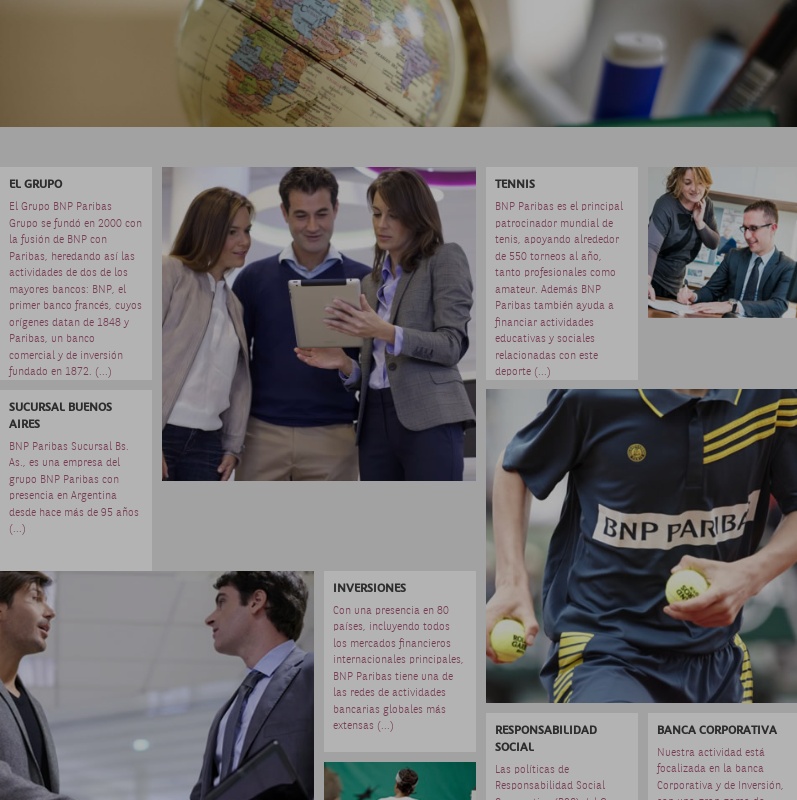 EL GRUPO
El Grupo BNP Paribas
Grupo se fundó en 2000 con
la fusión de BNP con
Paribas, heredando así las
actividades de dos de los
mayores bancos: BNP, el
primer banco francés, cuyos
orígenes datan de 1848 y
Paribas, un banco
comercial y de inversión
fundado en 1872. (...)
SUCURSAL BUENOS
AIRES
BNP Paribas Sucursal Bs.
As., es una empresa del
grupo BNP Paribas con
presencia en Argentina
desde hace más de 95 años
(...)
INVERSIONES
Con una presencia en 80
países, incluyendo todos
los mercados financieros
internacionales principales,
BNP Paribas tiene una de
las redes de actividades
bancarias globales más
extensas (...)
TENNIS
BNP Paribas es el principal
patrocinador mundial de
tenis, apoyando alrededor
de 550 torneos al año,
tanto profesionales como
amateur. Además BNP
Paribas también ayuda a
financiar actividades
educativas y sociales
relacionadas con este
deporte (...)
BNP PARIBA
RESPONSABILIDAD
SOCIAL
Las políticas de
Responsabilidad Social
BANCA CORPORATIVA
Nuestra actividad está
focalizada en la banca
Corporativa y de Inversión,